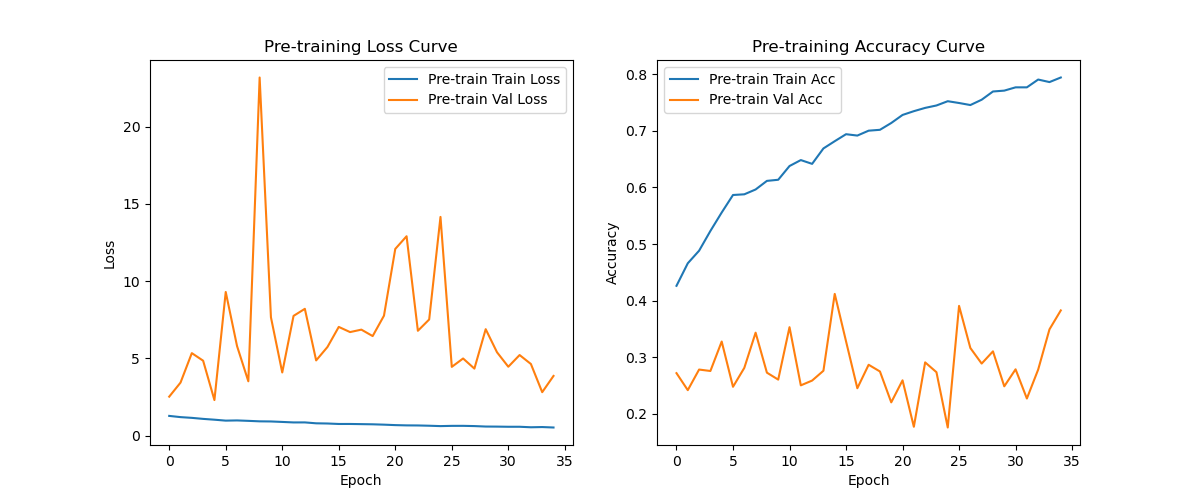 Pre-training Loss Curve
Pre-train Train Loss
Pre-train Val Loss
20
15
10
5
0
Loss
0 5 10 15 20 25 30 35
Epoch
Pre-training Accuracy Curve
Pre-train Train Acc
Pre-train Val Acc
0.8
0.7
0.6
0.5
0.4
0.3
0.2
Accuracy
0 5 10 15 20 25 30 35
Epoch